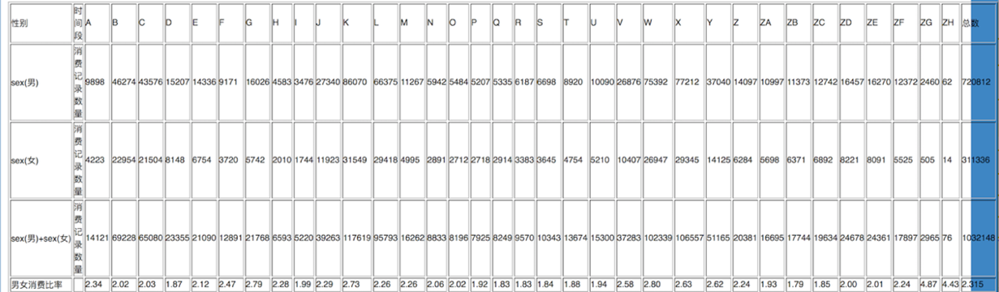 性别 时间段 A B C D E F G H I J K L M N O P Q R S T U V W X Y Z ZA ZB ZC ZD ZE ZF ZG ZH 总数
sex(男) 消费记录数量 9898 46274 43576 15207 14336 9171 16026 4583 3476 27340 86070 66375 11267 5942 5484 5207 5335 6187 6698 8920 10090 26876 75392 77212 37040 14097 10997 11373 12742 16457 16270 12372 2460 62 720812
sex(女) 消费记录数量 4223 22954 21504 8148 6754 3720 5742 2010 1744 11923 31549 29418 4995 2891 2712 2718 2914 3383 3645 4754 5210 10407 26947 29345 14125 6284 5698 6371 6892 8221 8091 5525 505 14 311336
sex(男)+sex(女) 消费记录数量 14121 69228 65080 23355 21090 12891 21768 6593 5220 39263 117619 95793 16262 8833 8196 7925 8249 9570 10343 13674 15300 37283 102339 106557 51165 20381 16695 17744 19634 24678 24361 17897 2965 76 1032148
男女消费比率 2.34 2.02 2.03 1.87 2.12 2.47 2.79 2.28 1.99 2.29 2.73 2.26 2.26 2.06 2.02 1.92 1.83 1.83 1.84 1.88 1.94 2.58 2.80 2.63 2.62 2.24 1.93 1.79 1.85 2.00 2.01 2.24 4.87 4.43 2.315